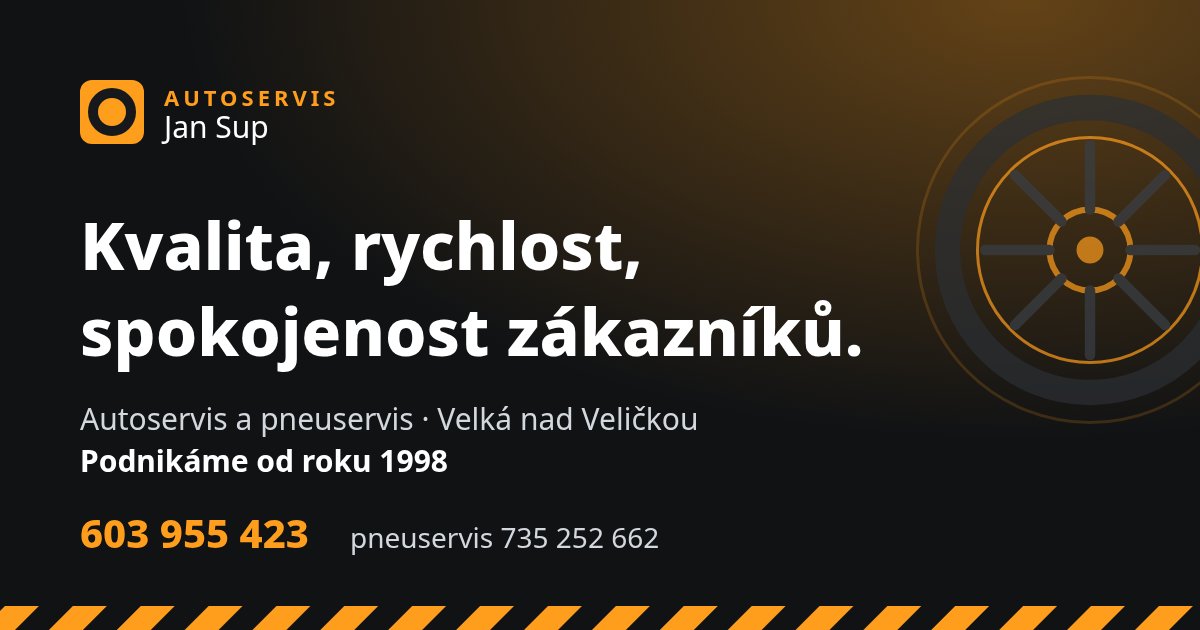 AUTOSERVIS
Jan Sup
Kvalita, rychlost,
spokojenost zákazníků.
Autoservis a pneuservis · Velká nad Veličkou
Podnikáme od roku 1998
603 955 423 pneuservis 735 252 662